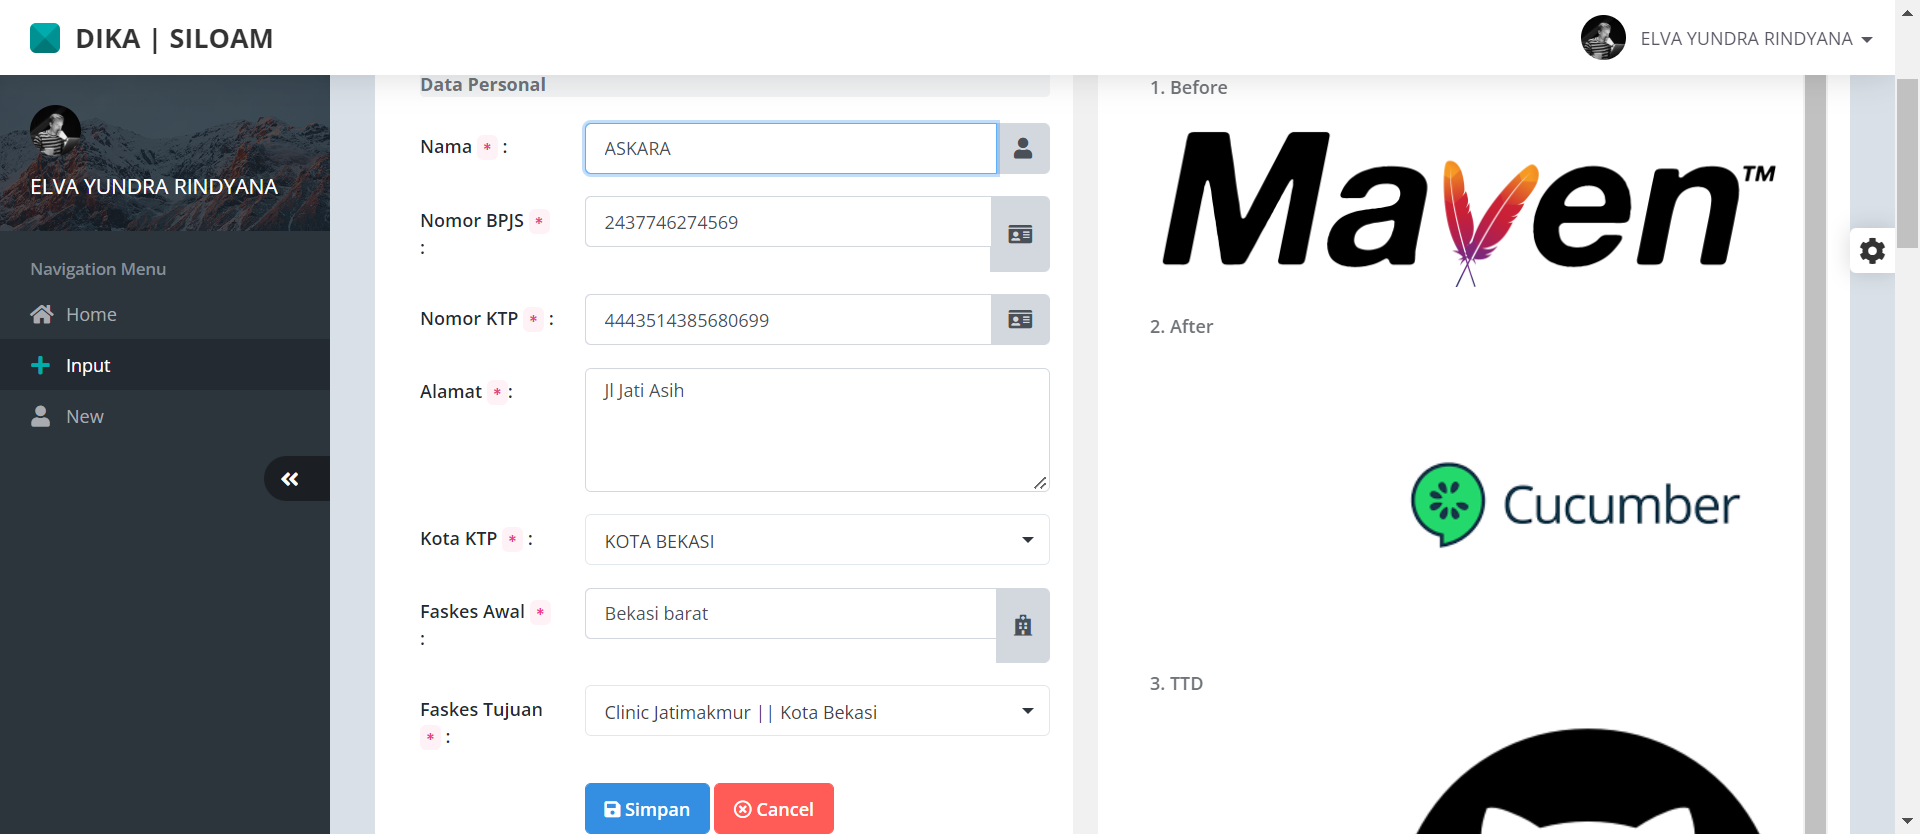 DIKA | SILOAM
ELVA YUNDRA RINDYANA
ELVA YUNDRA RINDYANA
Navigation Menu
Home
Input
New
Data Personal
Nama * :
ASKARA
Nomor BPJS * :
2437746274569
Nomor KTP * :
4443514385680699
Alamat * :
Jl Jati Asih
Kota KTP * :
KOTA BEKASI
Faskes Awal * :
Bekasi barat
Faskes Tujuan * :
Clinic Jatimakmur || Kota Bekasi
Simpan
Cancel
1. Before
Maven™
2. After
Cucumber
3. TTD